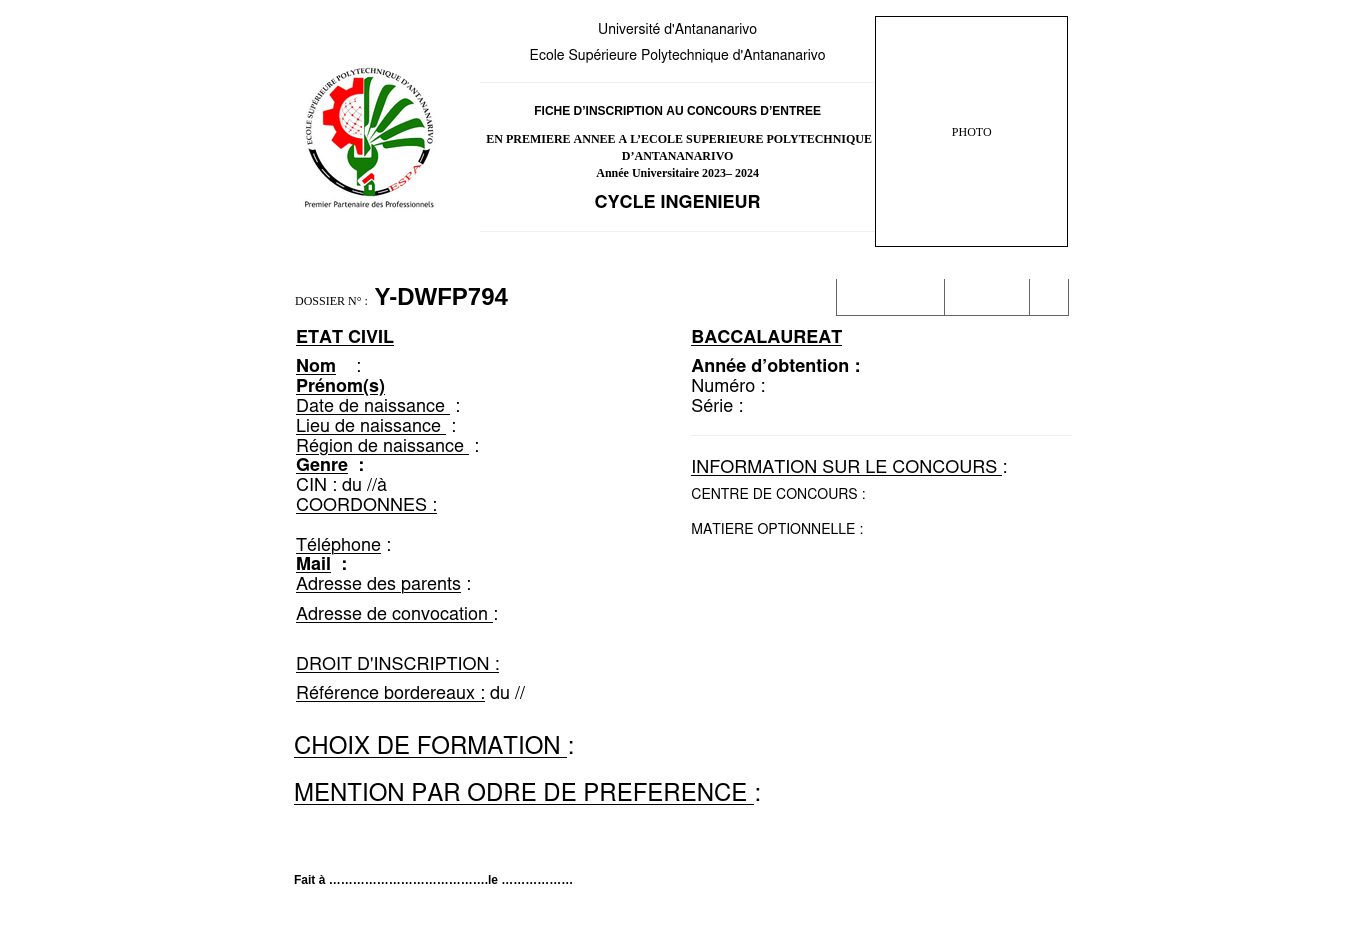 Université d'Antananarivo
Ecole Supérieure Polytechnique d'Antananarivo
ECOLE SUPÉRIEURE POLYTECHNIQUE D'ANTANANARIVO
ESPA
Premier Partenaire des Professionnels
FICHE D’INSCRIPTION AU CONCOURS D’ENTREE
EN PREMIERE ANNEE A L’ECOLE SUPERIEURE POLYTECHNIQUE
D’ANTANANARIVO
Année Universitaire 2023– 2024
CYCLE INGENIEUR
PHOTO
DOSSIER N° : Y-DWFP794
ETAT CIVIL
Nom :
Prénom(s)
Date de naissance :
Lieu de naissance :
Région de naissance :
Genre :
CIN : du //à
COORDONNES :
Téléphone :
Mail :
Adresse des parents :
Adresse de convocation :
DROIT D'INSCRIPTION :
Référence bordereaux : du //
BACCALAUREAT
Année d’obtention :
Numéro :
Série :
INFORMATION SUR LE CONCOURS :
CENTRE DE CONCOURS :
MATIERE OPTIONNELLE :
CHOIX DE FORMATION :
MENTION PAR ODRE DE PREFERENCE :
Fait à ………………………………….le ………………